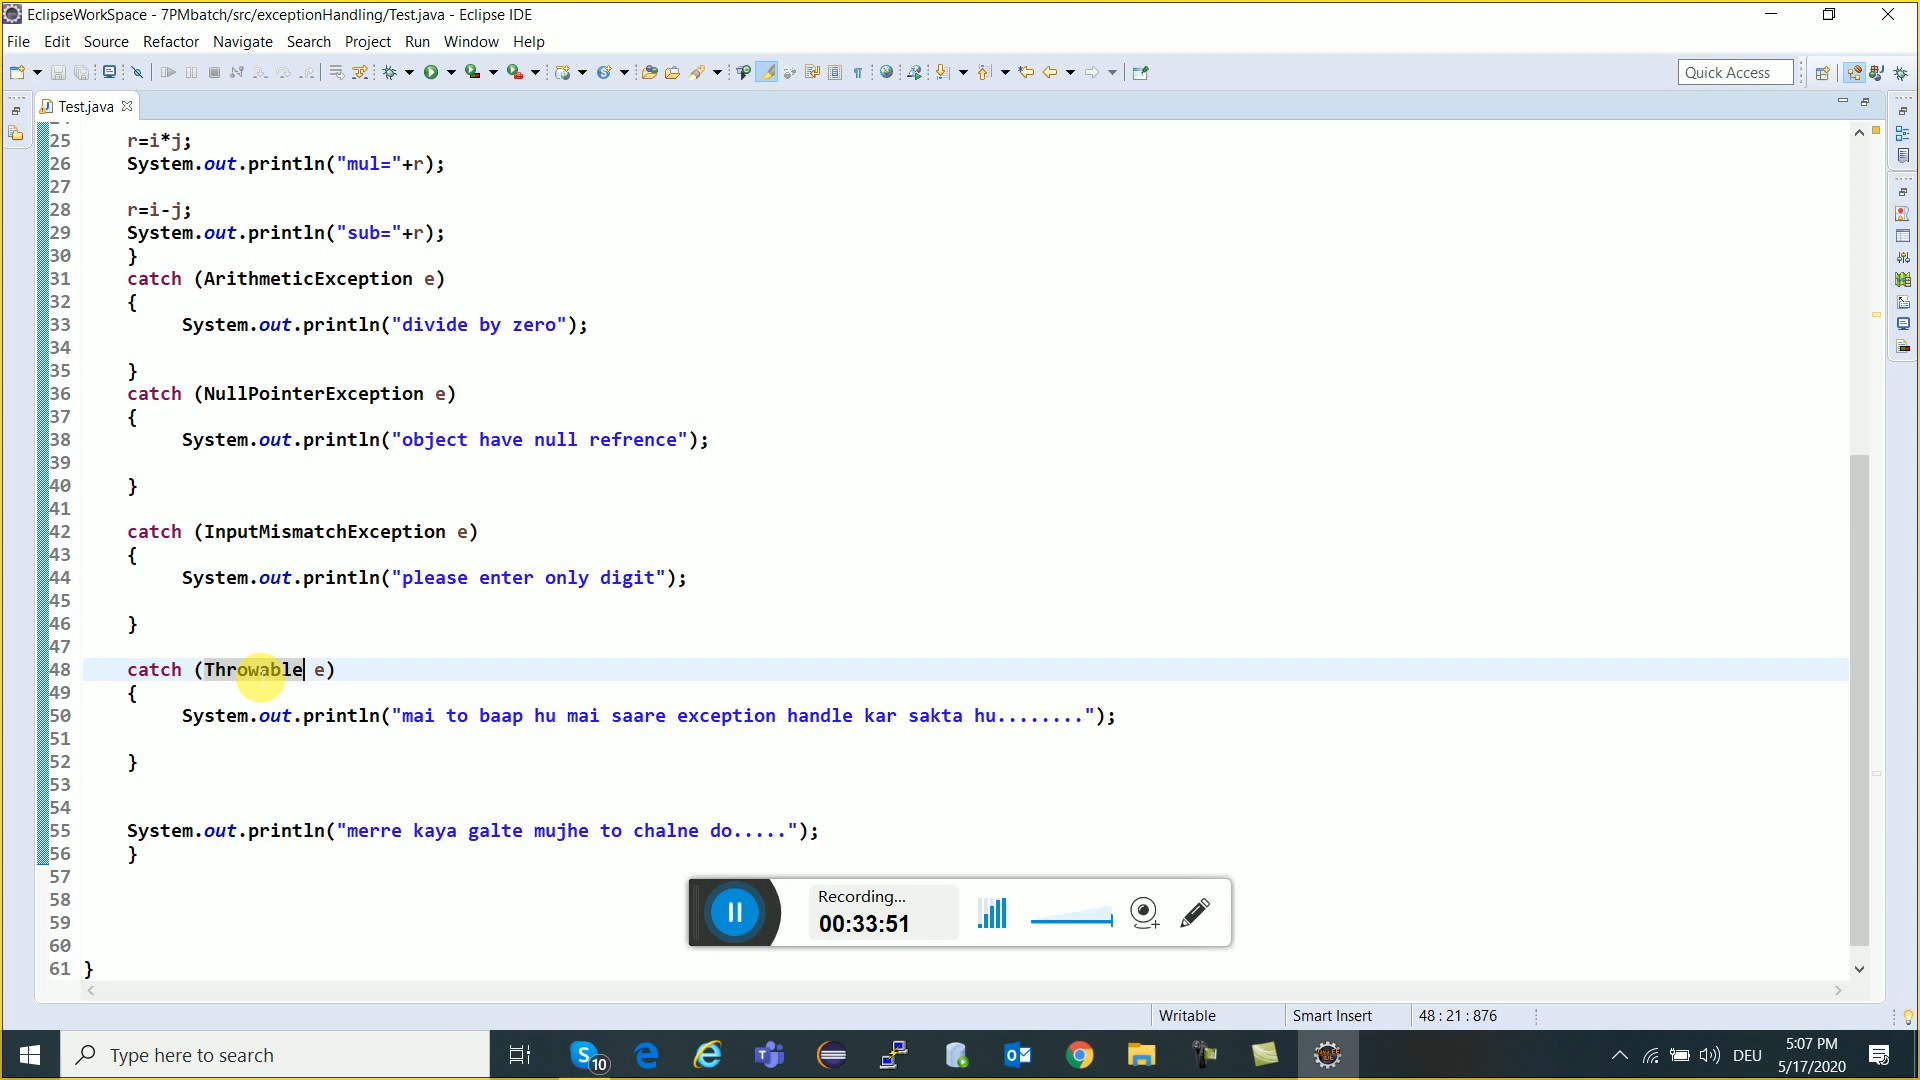 EclipseWorkSpace - 7PMbatch/src/exceptionHandling/Test.java - Eclipse IDE
File Edit Source Refactor Navigate Search Project Run Window Help
Quick Access
Test.java
25 r=i*j;
26 System.out.println("mul="+r);
27
28 r=i-j;
29 System.out.println("sub="+r);
30 }
31 catch (ArithmeticException e)
32 {
33 System.out.println("divide by zero");
34
35 }
36 catch (NullPointerException e)
37 {
38 System.out.println("object have null refrence");
39
40 }
41
42 catch (InputMismatchException e)
43 {
44 System.out.println("please enter only digit");
45
46 }
47
48 catch (Throwable e)
49 {
50 System.out.println("mai to baap hu mai saare exception handle kar sakta hu........");
51
52 }
53
54
55 System.out.println("merre kaya galte mujhe to chalne do.....");
56 }
57
58
59
60
61 }
Recording...
00:33:51
Writable Smart Insert 48 : 21 : 876
Type here to search
10
DEU
5:07 PM
5/17/2020